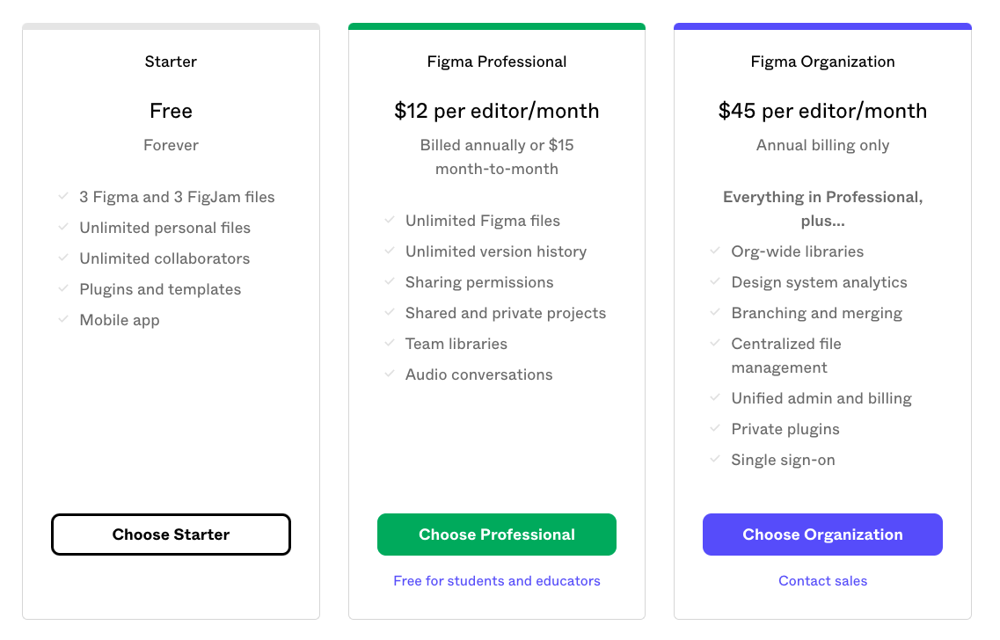 Starter
Free
Forever
3 Figma and 3 FigJam files
Unlimited personal files
Unlimited collaborators
Plugins and templates
Mobile app
Choose Starter
Figma Professional
$12 per editor/month
Billed annually or $15
month-to-month
Unlimited Figma files
Unlimited version history
Sharing permissions
Shared and private projects
Team libraries
Audio conversations
Choose Professional
Free for students and educators
Figma Organization
$45 per editor/month
Annual billing only
Everything in Professional,
plus...
Org-wide libraries
Design system analytics
Branching and merging
Centralized file
management
Unified admin and billing
Private plugins
Single sign-on
Choose Organization
Contact sales